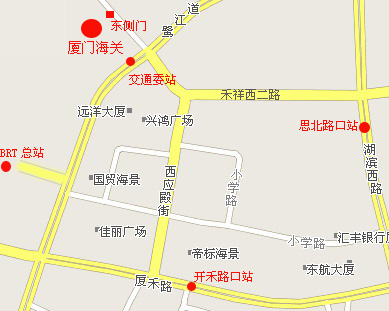 鹭江道
东侧门
厦门海关
交通委站
禾祥西二路
远洋大厦
兴鸿广场
思北路口站
湖滨西路
BRT 总站
国贸海景
西应殿街
小学路
佳丽广场
小学路
汇丰银行厦
帝标海景
东航大厦
开禾路口站
厦禾路